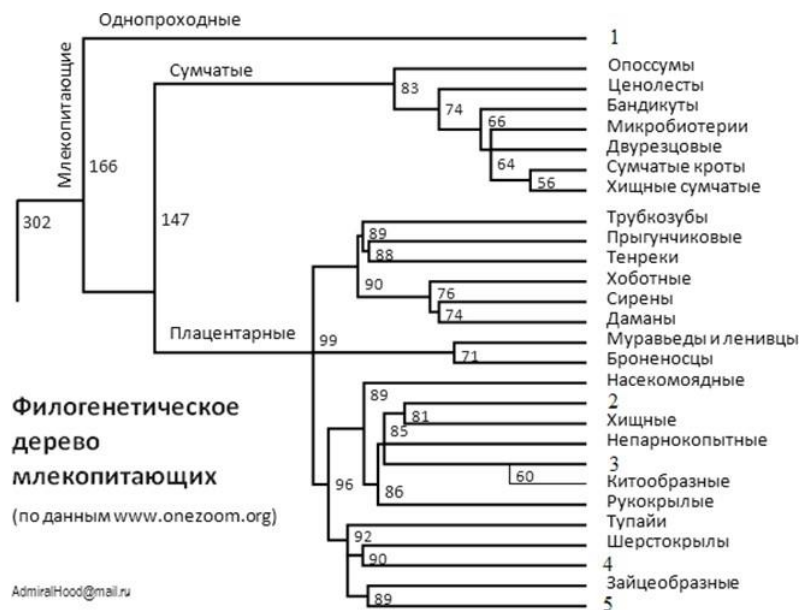 Однопроходные
1
Млекопитающие
Сумчатые
Опоссумы
83
Ценолесты
74
Бандикуты
66
Микробиотерии
Двурезцовые
166
64
Сумчатые кроты
56
Хищные сумчатые
302
147
Трубкозубы
89
Прыгунчиковые
88
Тенреки
90
Хоботные
76
Сирены
74
Даманы
Плацентарные
99
Муравьеды и ленивцы
71
Броненосцы
Насекомоядные
89
2
81
Хищные
85
Непарнокопытные
3
60
Китообразные
96
86
Рукокрылые
Тупайи
92
Шерстокрылы
90
4
Зайцеобразные
89
5
Филогенетическое
дерево
млекопитающих
(по данным www.onezoom.org)
AdmiralHood@mail.ru